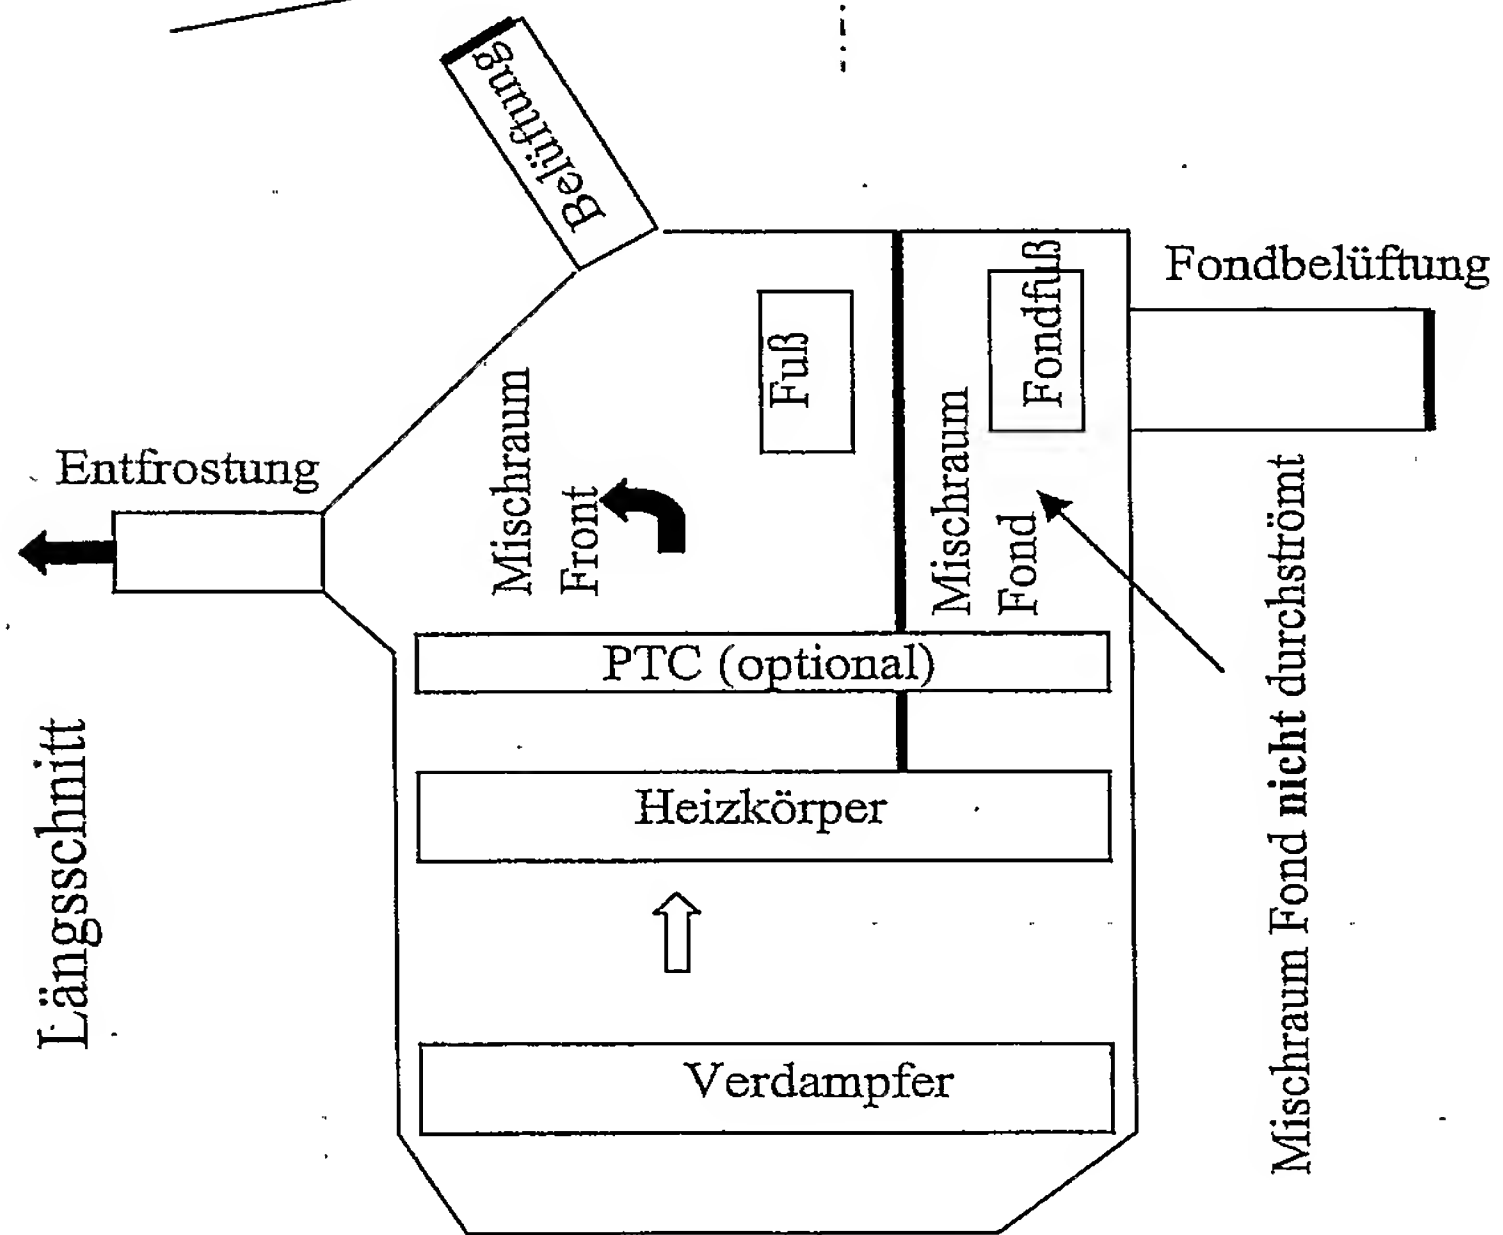 Belüftung
Fondbelüftung
Fuß
Fondfuß
Entfrostung
Mischraum
Front
Mischraum
Fond
PTC (optional)
Heizkörper
Verdampfer
Längsschnitt
Mischraum Fond nicht durchströmt